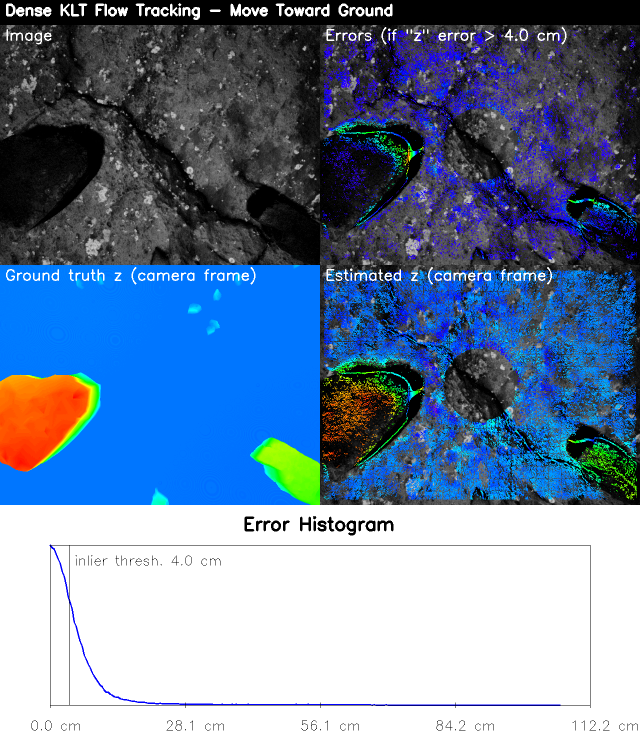 Dense KLT Flow Tracking – Move Toward Ground
Image
Errors (if "z" error > 4.0 cm)
Ground truth z (camera frame)
Estimated z (camera frame)
Error Histogram
inlier thresh. 4.0 cm
0.0 cm
28.1 cm
56.1 cm
84.2 cm
112.2 cm